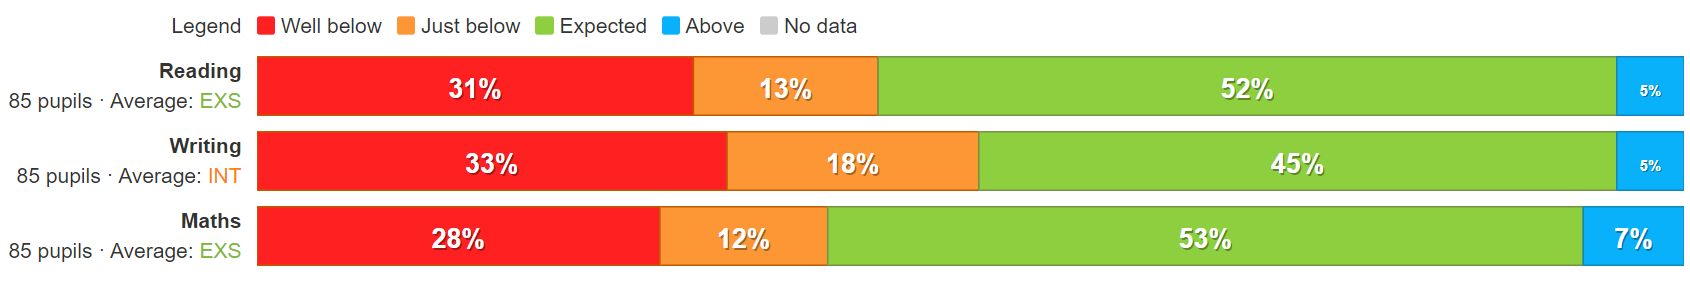 Legend Well below Just below Expected Above No data
Reading
85 pupils · Average: EXS
31% 13% 52% 5%
Writing
85 pupils · Average: INT
33% 18% 45% 5%
Maths
85 pupils · Average: EXS
28% 12% 53% 7%